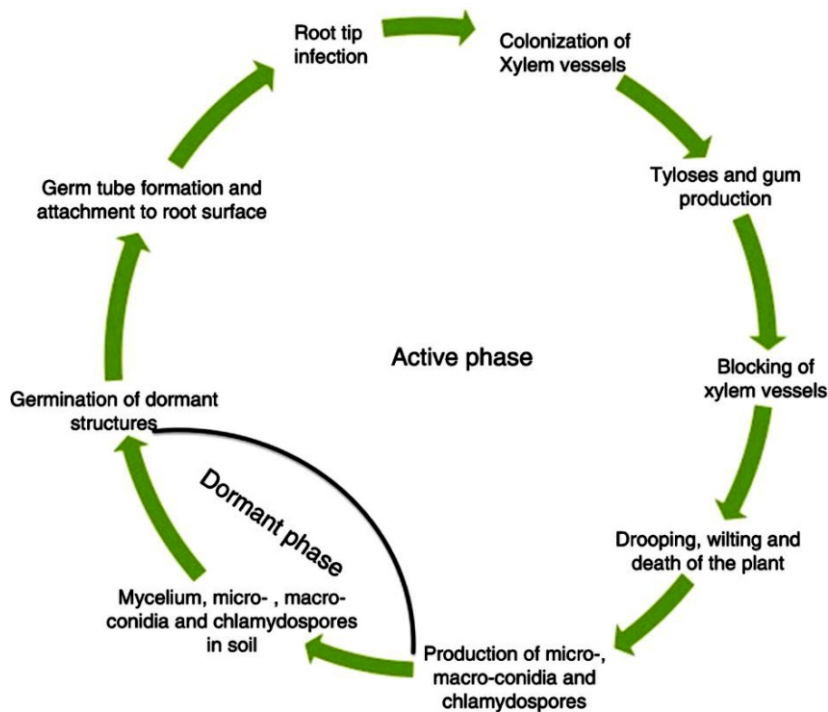 Root tip
infection
Colonization of
Xylem vessels
Tyloses and gum
production
Blocking of
xylem vessels
Drooping, wilting and
death of the plant
Production of micro-,
macro-conidia and
chlamydospores
Mycelium, micro- , macro-
conidia and chlamydospores
in soil
Germination of dormant
structures
Germ tube formation and
attachment to root surface
Active phase
Dormant phase